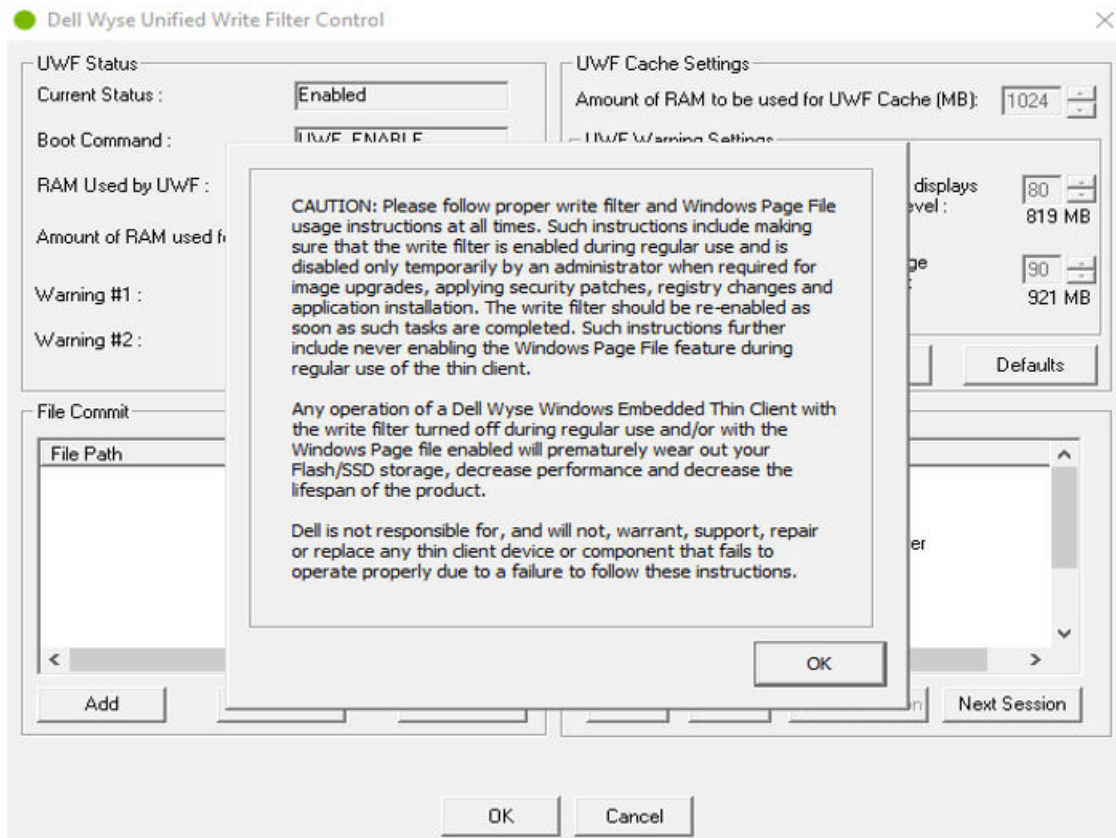 Dell Wyse Unified Write Filter Control
UWF Status
Current Status :
Enabled
Boot Command :
UWF_ENABLE
RAM Used by UWF :
Amount of RAM used
Warning #1 :
Warning #2 :
UWF Cache Settings
Amount of RAM to be used for UWF Cache (MB):
1024
UWF Warning Settings
displays
80
819 MB
90
921 MB
Defaults
CAUTION: Please follow proper write filter and Windows Page File
usage instructions at all times. Such instructions include making
sure that the write filter is enabled during regular use and is
disabled only temporarily by an administrator when required for
image upgrades, applying security patches, registry changes and
application installation. The write filter should be re-enabled as
soon as such tasks are completed. Such instructions further
include never enabling the Windows Page File feature during
regular use of the thin client.
Any operation of a Dell Wyse Windows Embedded Thin Client with
the write filter turned off during regular use and/or with the
Windows Page file enabled will prematurely wear out your
Flash/SSD storage, decrease performance and decrease the
lifespan of the product.
Dell is not responsible for, and will not, warrant, support, repair
or replace any thin client device or component that fails to
operate properly due to a failure to follow these instructions.
OK
File Commit
File Path
Add
Next Session
OK
Cancel